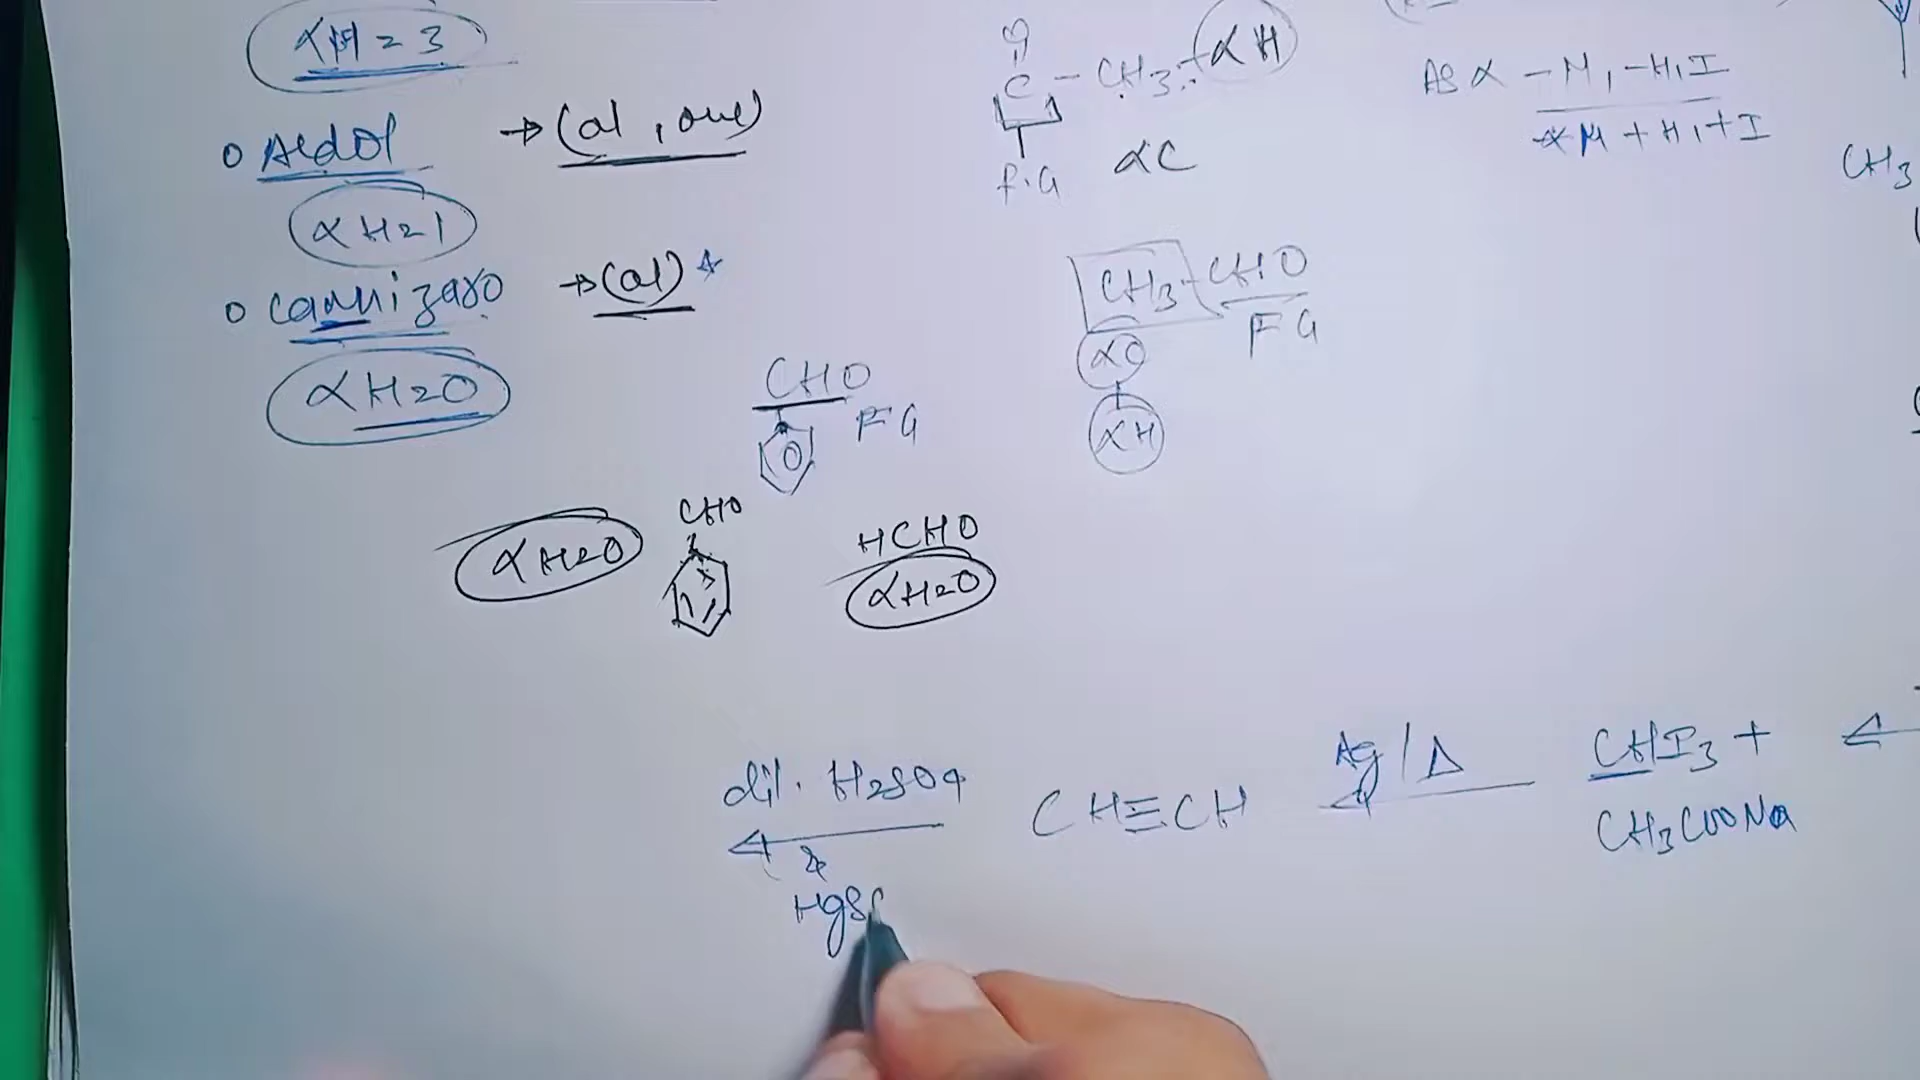 αH = 3
Aldol → (al, one)
αH=1
Cannizaro → (al)*
αH=0
CHO
FG
αH=0
CHO
HCHO
αH=0
O
C - CH3 → αH
F.G
αC
CH3-CHO
FG
αC
αH
AS α -M, -H, I
αM +H, +I
CH3
dil. H2SO4
&
HgS
CH≡CH
Ag/Δ
CHI3 +
CH3COONa